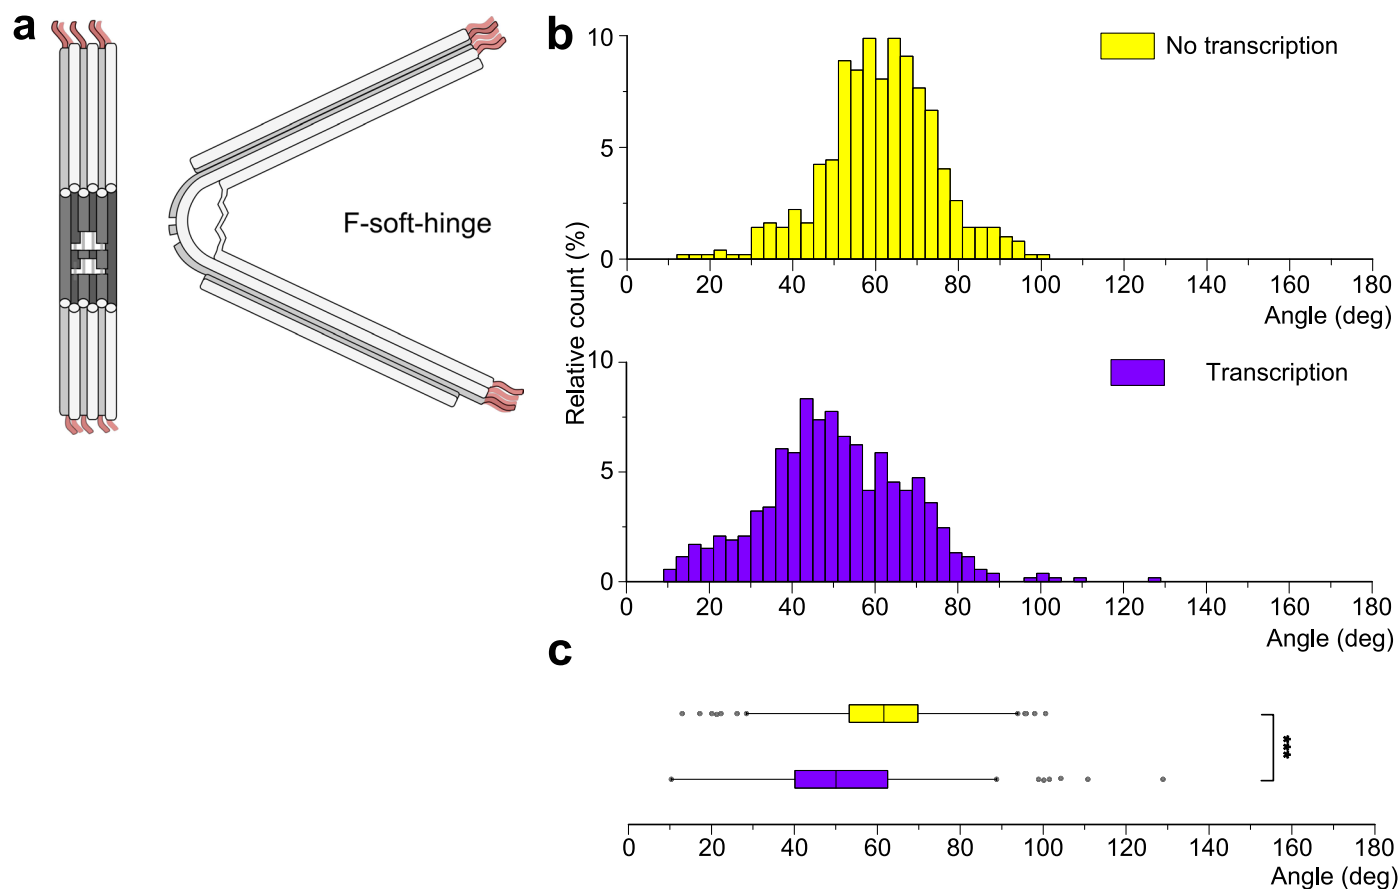 a
F-soft-hinge
b
Relative count (%)
10
5
0
No transcription
0 20 40 60 80 100 120 140 160 180
Angle (deg)
10
5
0
Transcription
0 20 40 60 80 100 120 140 160 180
Angle (deg)
c
***
0 20 40 60 80 100 120 140 160 180
Angle (deg)